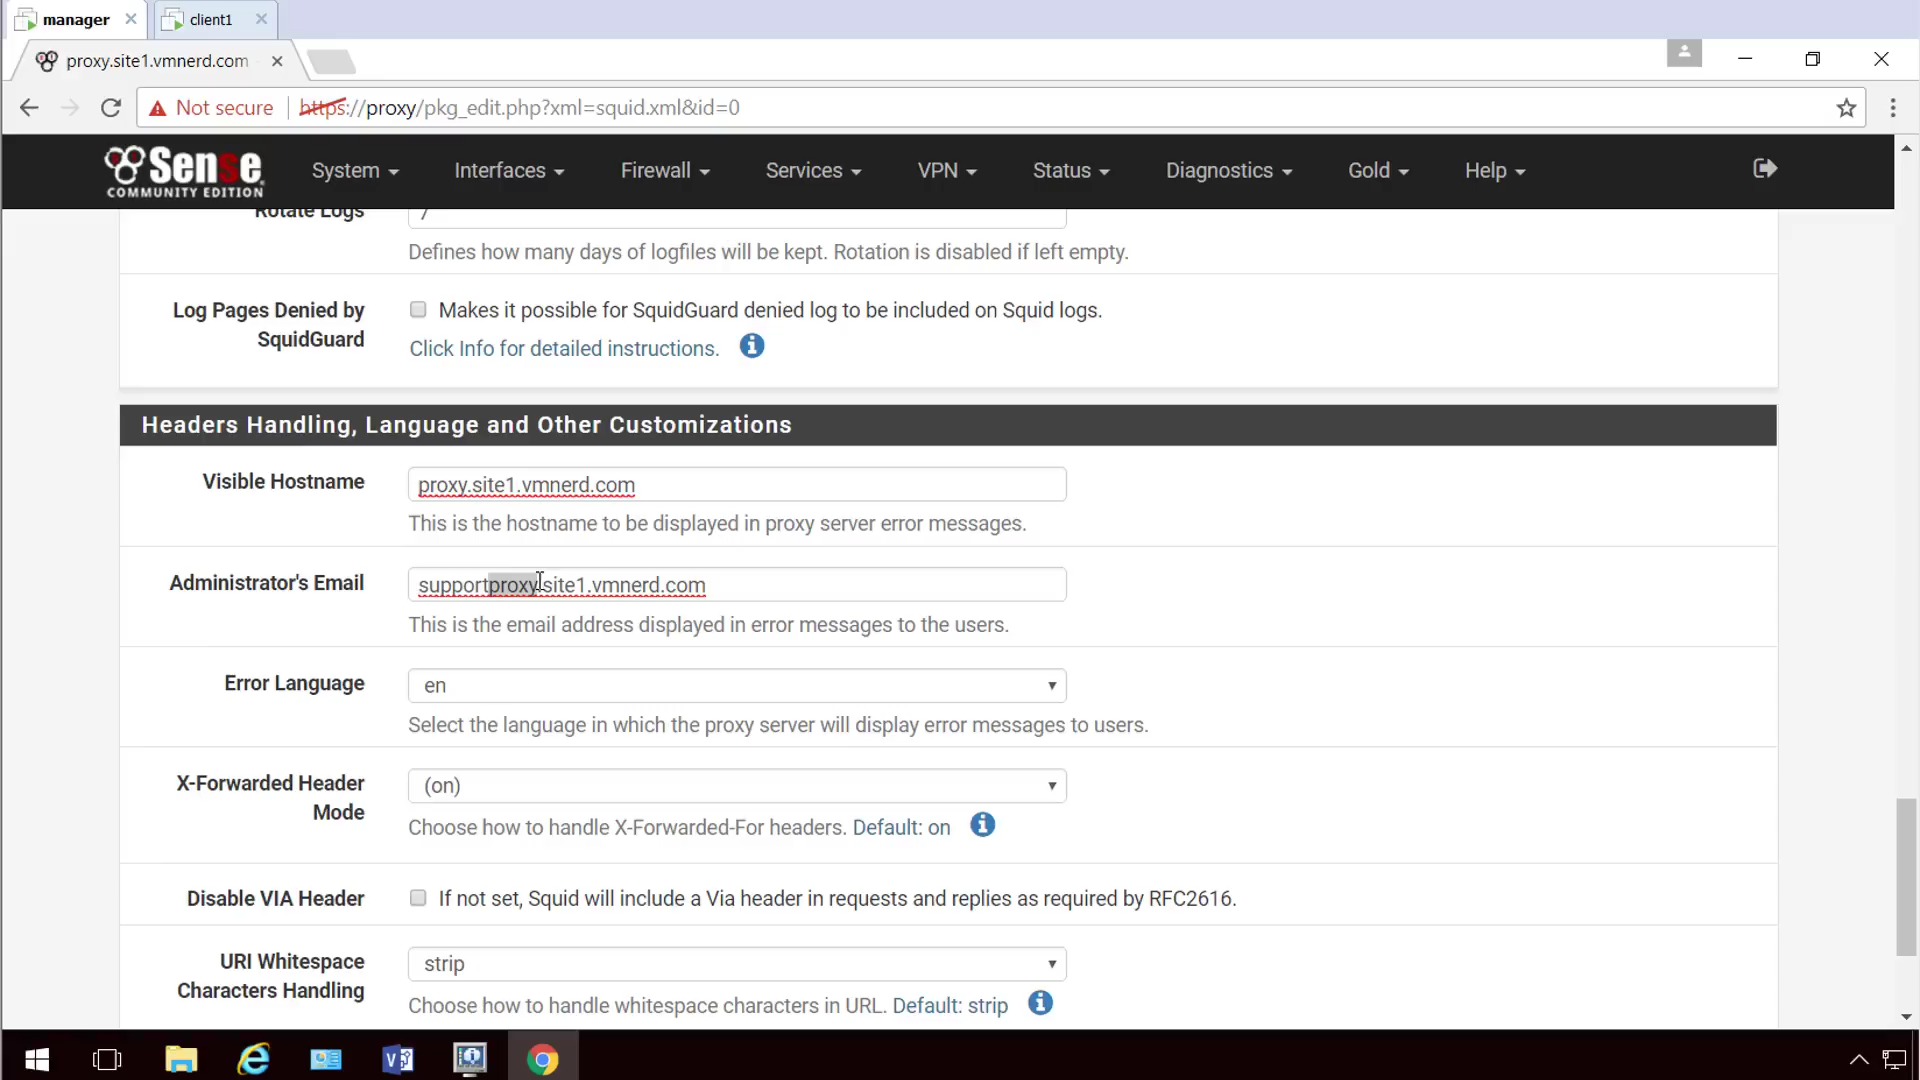 manager
client1
proxy.site1.vmnerd.com
Not secure
https://proxy/pkg_edit.php?xml=squid.xml&id=0
Sense
COMMUNITY EDITION
System
Interfaces
Firewall
Services
VPN
Status
Diagnostics
Gold
Help
Rotate Logs
7
Defines how many days of logfiles will be kept. Rotation is disabled if left empty.
Log Pages Denied by
SquidGuard
Makes it possible for SquidGuard denied log to be included on Squid logs.
Click Info for detailed instructions.
Headers Handling, Language and Other Customizations
Visible Hostname
proxy.site1.vmnerd.com
This is the hostname to be displayed in proxy server error messages.
Administrator's Email
supportproxy.site1.vmnerd.com
This is the email address displayed in error messages to the users.
Error Language
en
Select the language in which the proxy server will display error messages to users.
X-Forwarded Header
Mode
(on)
Choose how to handle X-Forwarded-For headers. Default: on
Disable VIA Header
If not set, Squid will include a Via header in requests and replies as required by RFC2616.
URI Whitespace
Characters Handling
strip
Choose how to handle whitespace characters in URL. Default: strip